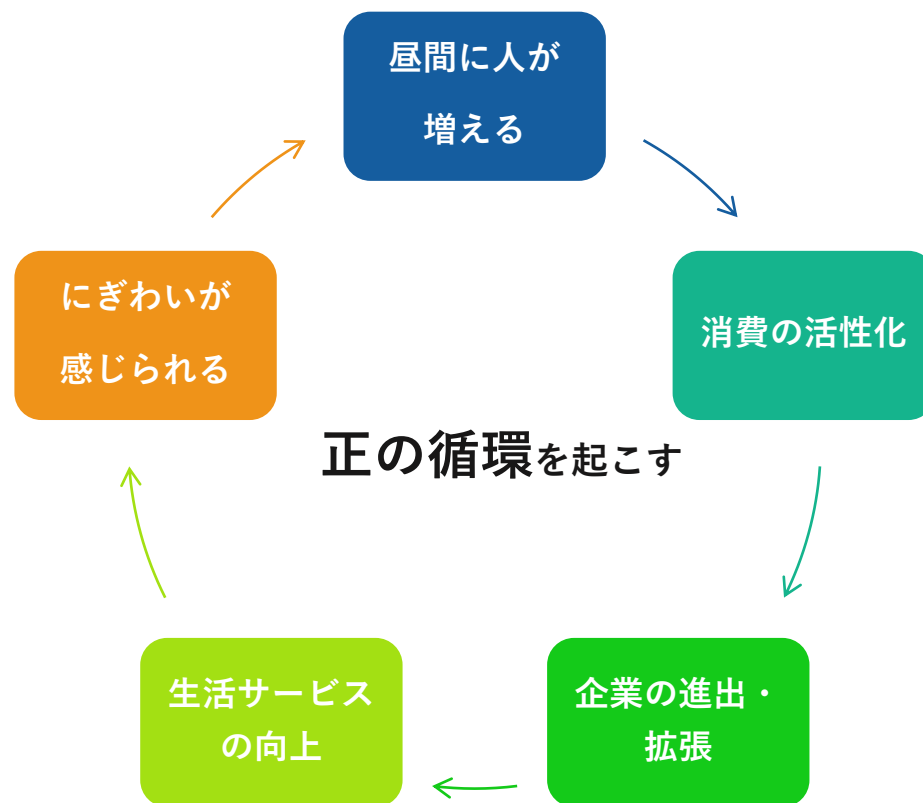 昼間に人が
増える
消費の活性化
企業の進出・
拡張
生活サービス
の向上
にぎわいが
感じられる
正の循環を起こす